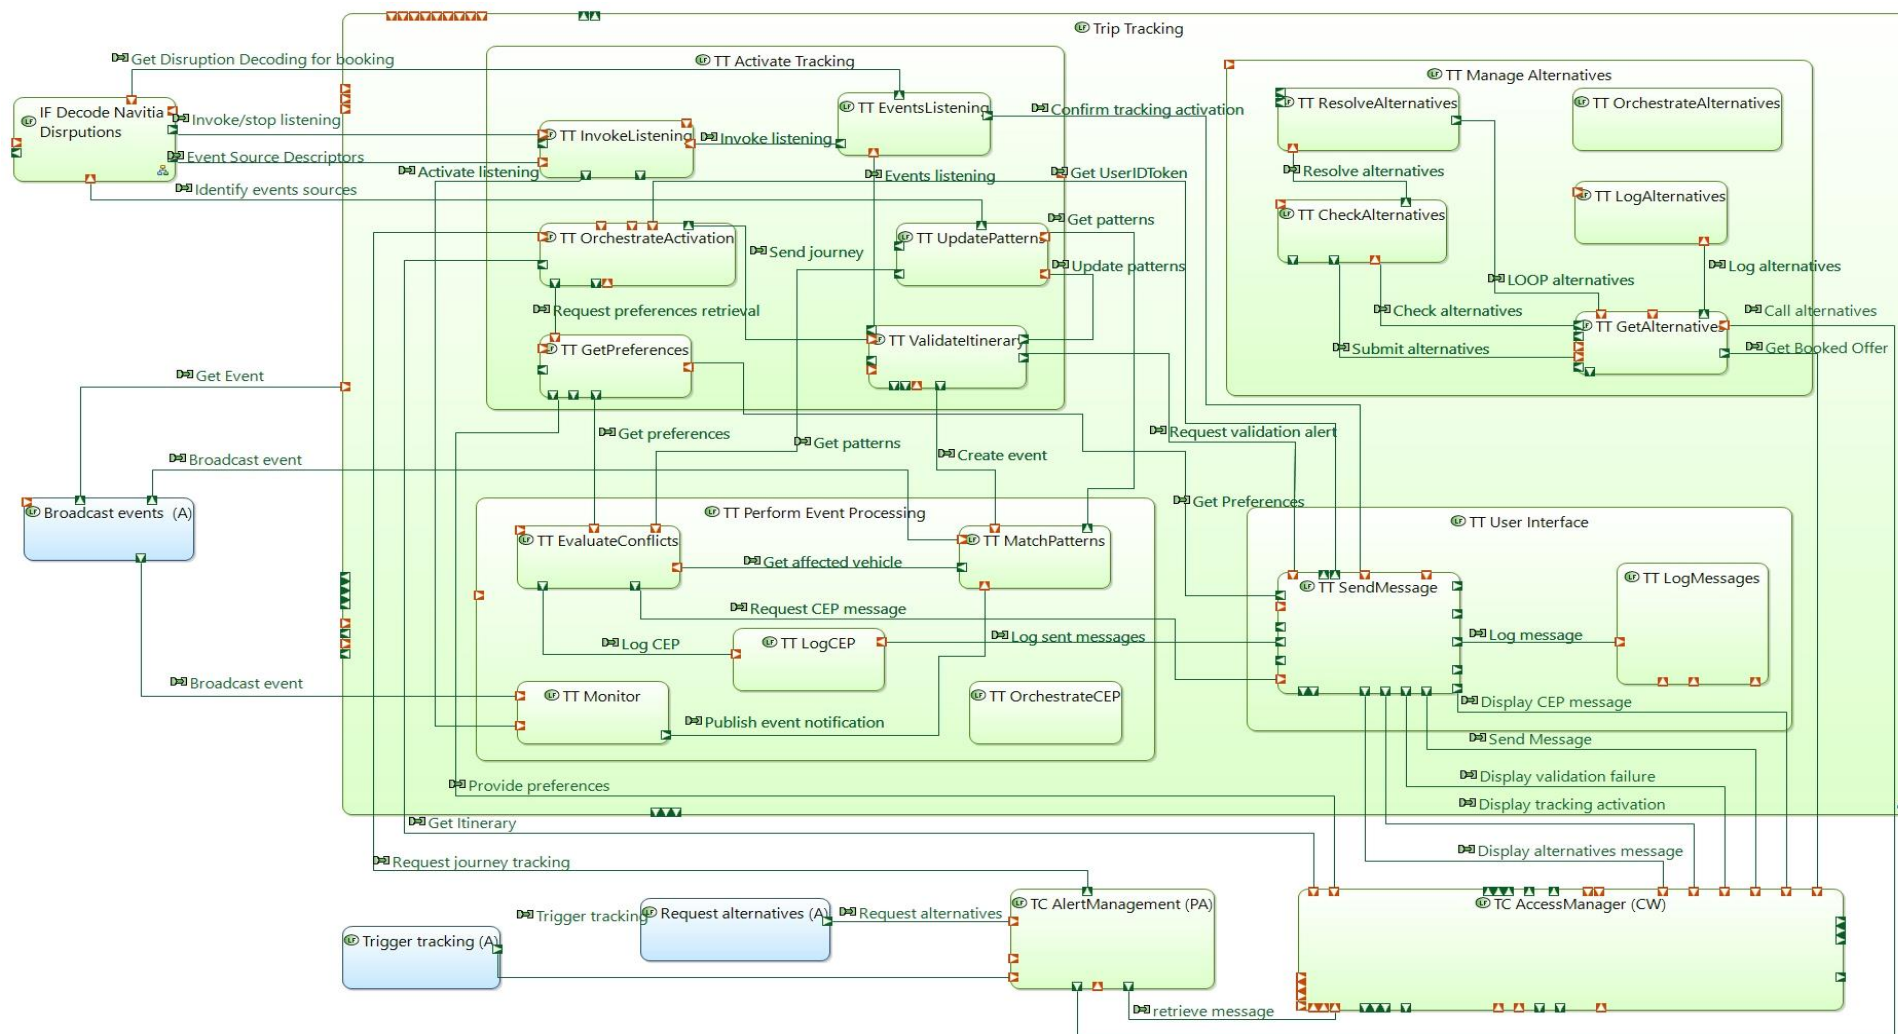 Trip Tracking
Get Disruption Decoding for booking
TT Activate Tracking
TT Manage Alternatives
IF Decode Navitia
Disrputions
Invoke/stop listening
Event Source Descriptors
Identify events sources
TT InvokeListening
Invoke listening
TT EventsListening
Confirm tracking activation
Activate listening
Events listening
Get UserIDToken
TT ResolveAlternatives
TT OrchestrateAlternatives
Resolve alternatives
TT CheckAlternatives
TT LogAlternatives
TT OrchestrateActivation
Send journey
TT UpdatePatterns
Get patterns
Update patterns
LOOP alternatives
Log alternatives
Request preferences retrieval
Check alternatives
Call alternatives
TT GetPreferences
TT ValidateItinerary
TT GetAlternatives
Submit alternatives
Get Booked Offer
Get Event
Get preferences
Get patterns
Create event
Request validation alert
Broadcast event
Get Preferences
Broadcast events (A)
TT Perform Event Processing
TT User Interface
TT EvaluateConflicts
Get affected vehicle
TT MatchPatterns
TT SendMessage
TT LogMessages
Request CEP message
Log CEP
TT LogCEP
Log sent messages
Log message
Broadcast event
TT Monitor
TT OrchestrateCEP
Publish event notification
Display CEP message
Send Message
Provide preferences
Display validation failure
Display tracking activation
Get Itinerary
Display alternatives message
Request journey tracking
TC AlertManagement (PA)
TC AccessManager (CW)
Trigger tracking
Request alternatives (A)
Request alternatives
Trigger tracking (A)
retrieve message